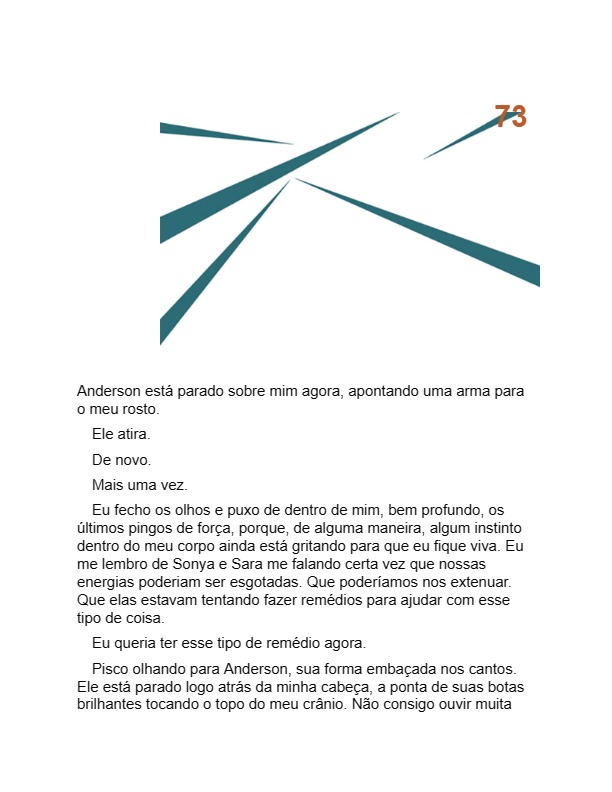 73
Anderson está parado sobre mim agora, apontando uma arma para
o meu rosto.
Ele atira.
De novo.
Mais uma vez.
Eu fecho os olhos e puxo de dentro de mim, bem profundo, os
últimos pingos de força, porque, de alguma maneira, algum instinto
dentro do meu corpo ainda está gritando para que eu fique viva. Eu
me lembro de Sonya e Sara me falando certa vez que nossas
energias poderiam ser esgotadas. Que poderíamos nos extenuar.
Que elas estavam tentando fazer remédios para ajudar com esse
tipo de coisa.
Eu queria ter esse tipo de remédio agora.
Pisco olhando para Anderson, sua forma embaçada nos cantos.
Ele está parado logo atrás da minha cabeça, a ponta de suas botas
brilhantes tocando o topo do meu crânio. Não consigo ouvir muita